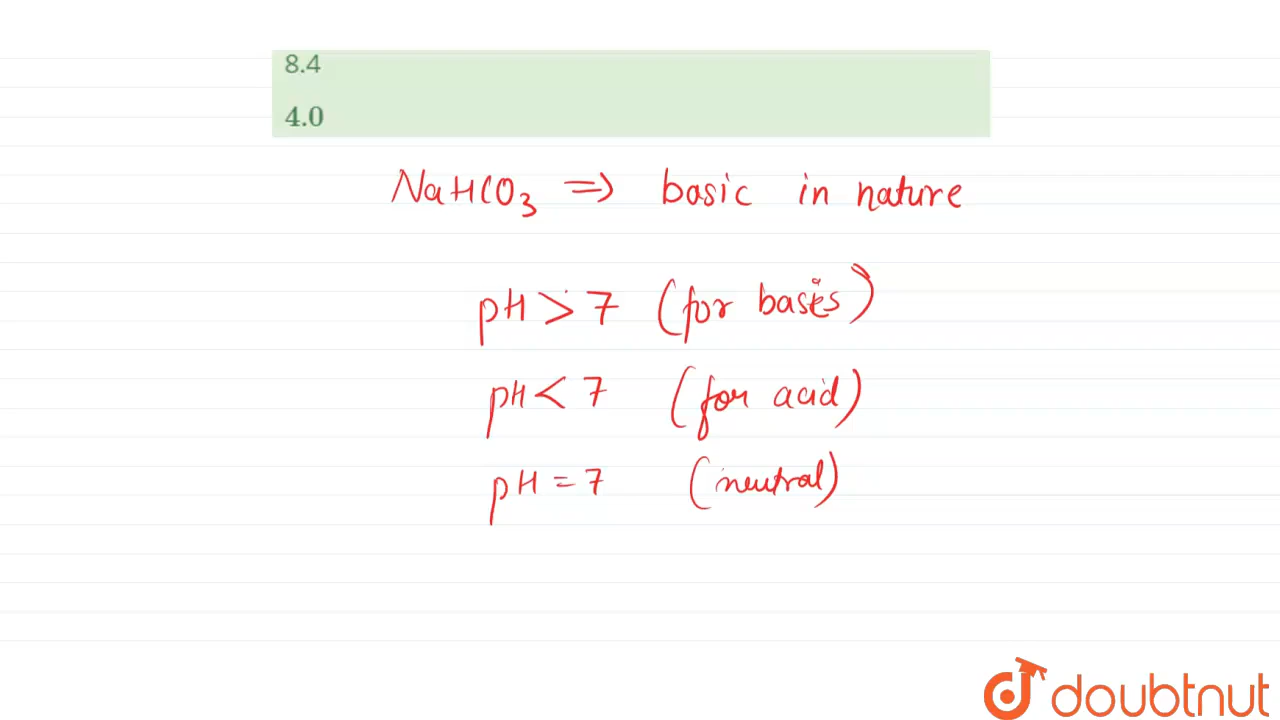 8.4
4.0
NaHCO3 ⇒ basic in nature
pH > 7 (for bases)
pH < 7 (for acid)
pH = 7 (neutral)
doubtnut